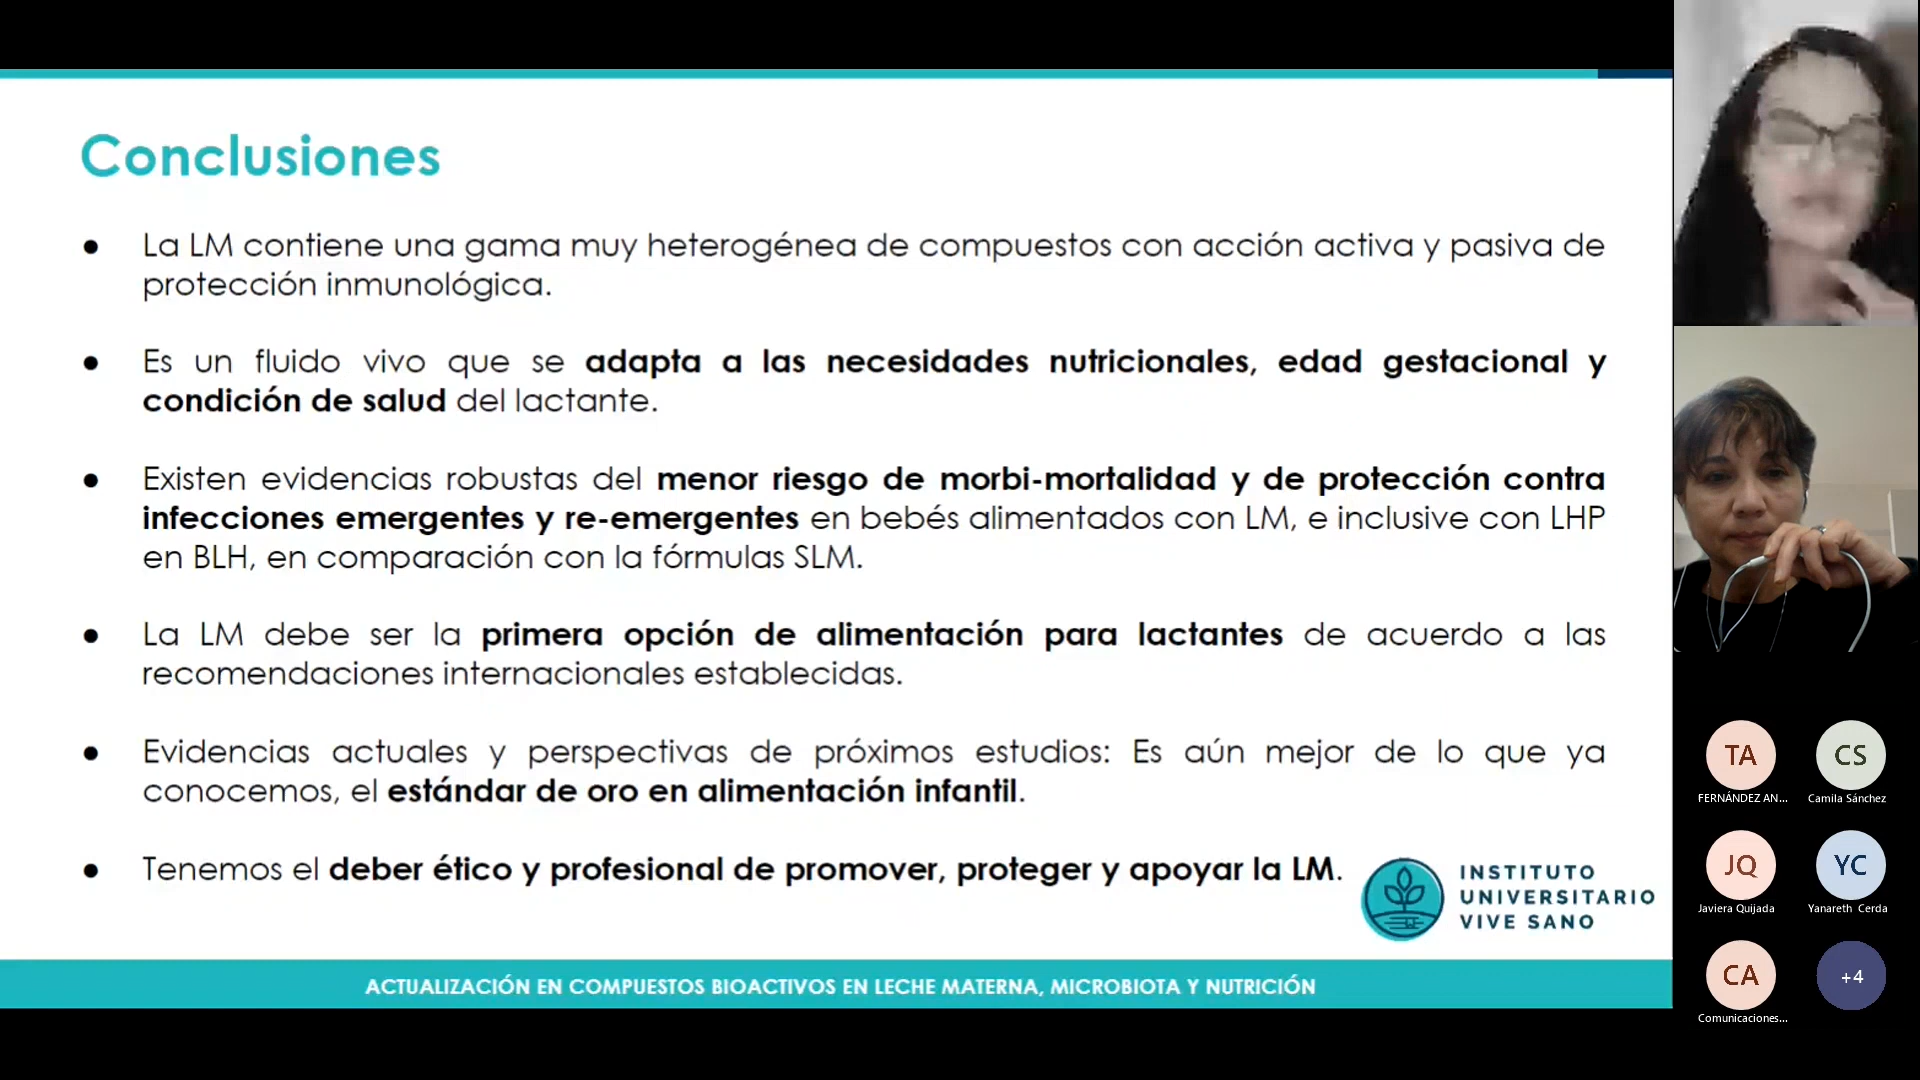 Conclusiones
● La LM contiene una gama muy heterogénea de compuestos con acción activa y pasiva de
protección inmunológica.
● Es un fluido vivo que se adapta a las necesidades nutricionales, edad gestacional y
condición de salud del lactante.
● Existen evidencias robustas del menor riesgo de morbi-mortalidad y de protección contra
infecciones emergentes y re-emergentes en bebés alimentados con LM, e inclusive con LHP
en BLH, en comparación con la fórmulas SLM.
● La LM debe ser la primera opción de alimentación para lactantes de acuerdo a las
recomendaciones internacionales establecidas.
● Evidencias actuales y perspectivas de próximos estudios: Es aún mejor de lo que ya
conocemos, el estándar de oro en alimentación infantil.
● Tenemos el deber ético y profesional de promover, proteger y apoyar la LM.
INSTITUTO
UNIVERSITARIO
VIVE SANO
ACTUALIZACIÓN EN COMPUESTOS BIOACTIVOS EN LECHE MATERNA, MICROBIOTA Y NUTRICIÓN
TA
FERNÁNDEZ AN...
CS
Camila Sánchez
JQ
Javiera Quijada
YC
Yanareth Cerda
CA
Comunicaciones...
+4